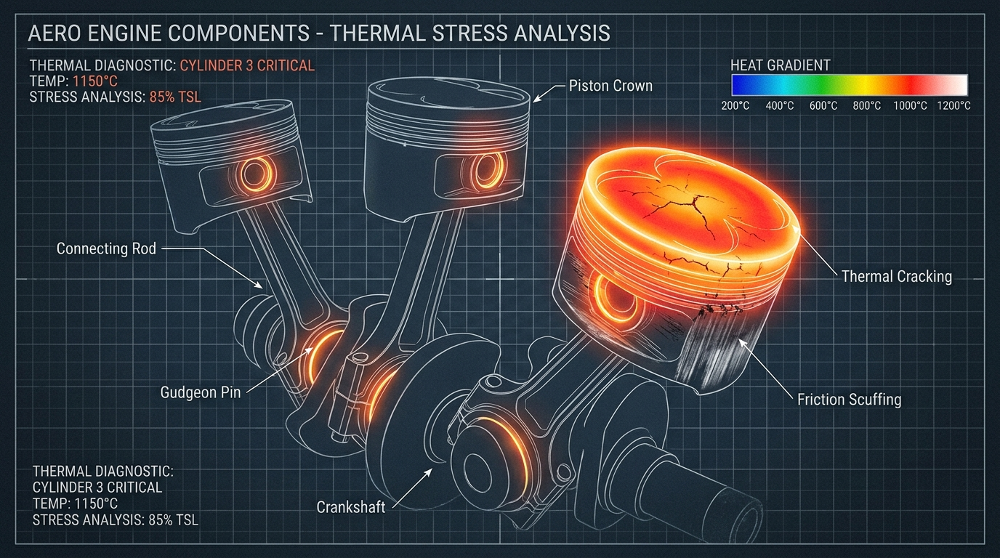 AERO ENGINE COMPONENTS - THERMAL STRESS ANALYSIS
THERMAL DIAGNOSTIC: CYLINDER 3 CRITICAL
TEMP: 1150°C
STRESS ANALYSIS: 85% TSL
HEAT GRADIENT
200°C 400°C 600°C 800°C 1000°C 1200°C
Piston Crown
Connecting Rod
Thermal Cracking
Gudgeon Pin
Friction Scuffing
Crankshaft
THERMAL DIAGNOSTIC:
CYLINDER 3 CRITICAL
TEMP: 1150°C
STRESS ANALYSIS: 85% TSL